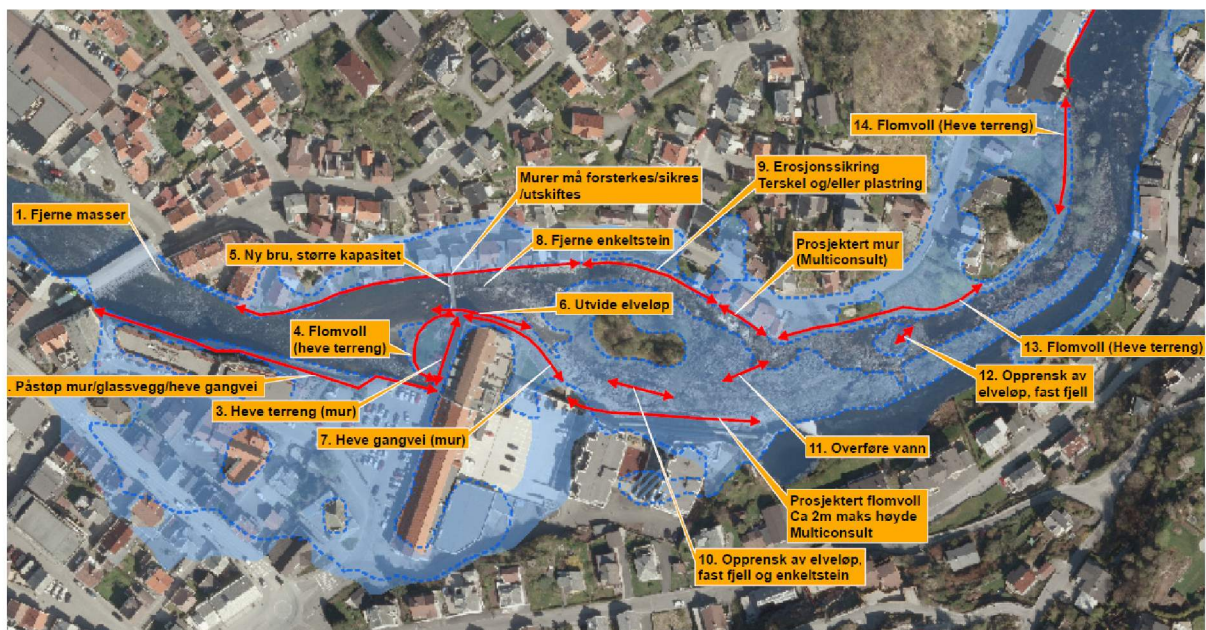 1. Fjerne masser
Murer må forsterkes/sikres
/utskiftes
5. Ny bru, større kapasitet
8. Fjerne enkeltstein
9. Erosjonssikring
Terskel og/eller plastring
14. Flomvoll (Heve terreng)
Prosjektert mur
(Multiconsult)
6. Utvide elveløp
4. Flomvoll
(heve terreng)
. Påstøp mur/glassvegg/heve gangvei
3. Heve terreng (mur)
7. Heve gangvei (mur)
13. Flomvoll (Heve terreng)
12. Opprensk av
elveløp, fast fjell
11. Overføre vann
Prosjektert flomvoll
Ca 2m maks høyde
Multiconsult
10. Opprensk av elveløp,
fast fjell og enkeltstein